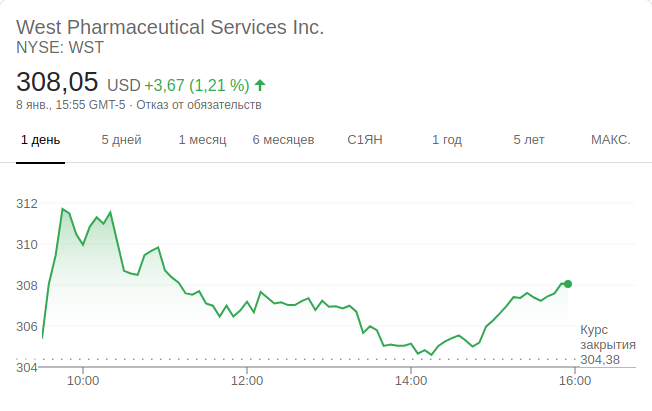 West Pharmaceutical Services Inc.
NYSE: WST
308,05 USD +3,67 (1,21 %)
8 янв., 15:55 GMT-5 · Отказ от обязательств
1 день 5 дней 1 месяц 6 месяцев С1ЯН 1 год 5 лет МАКС.
312
310
308
306
Курс
закрытия
304,38
304
10:00 12:00 14:00 16:00